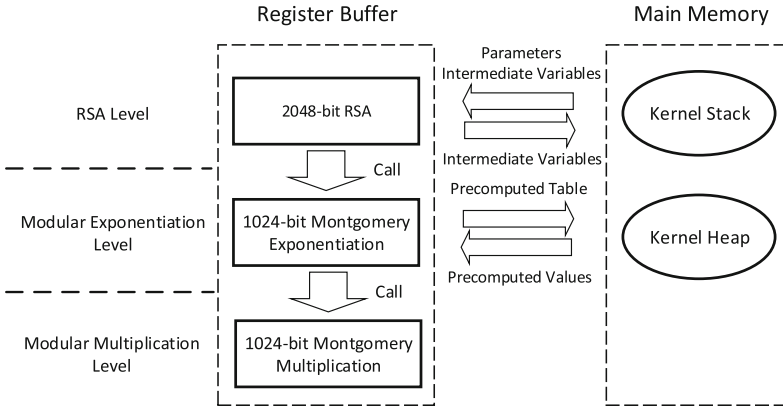 Register Buffer
Main Memory
Parameters
Intermediate Variables
RSA Level
2048-bit RSA
Kernel Stack
Intermediate Variables
Call
Precomputed Table
Modular Exponentiation
Level
1024-bit Montgomery
Exponentiation
Kernel Heap
Precomputed Values
Call
Modular Multiplication
Level
1024-bit Montgomery
Multiplication